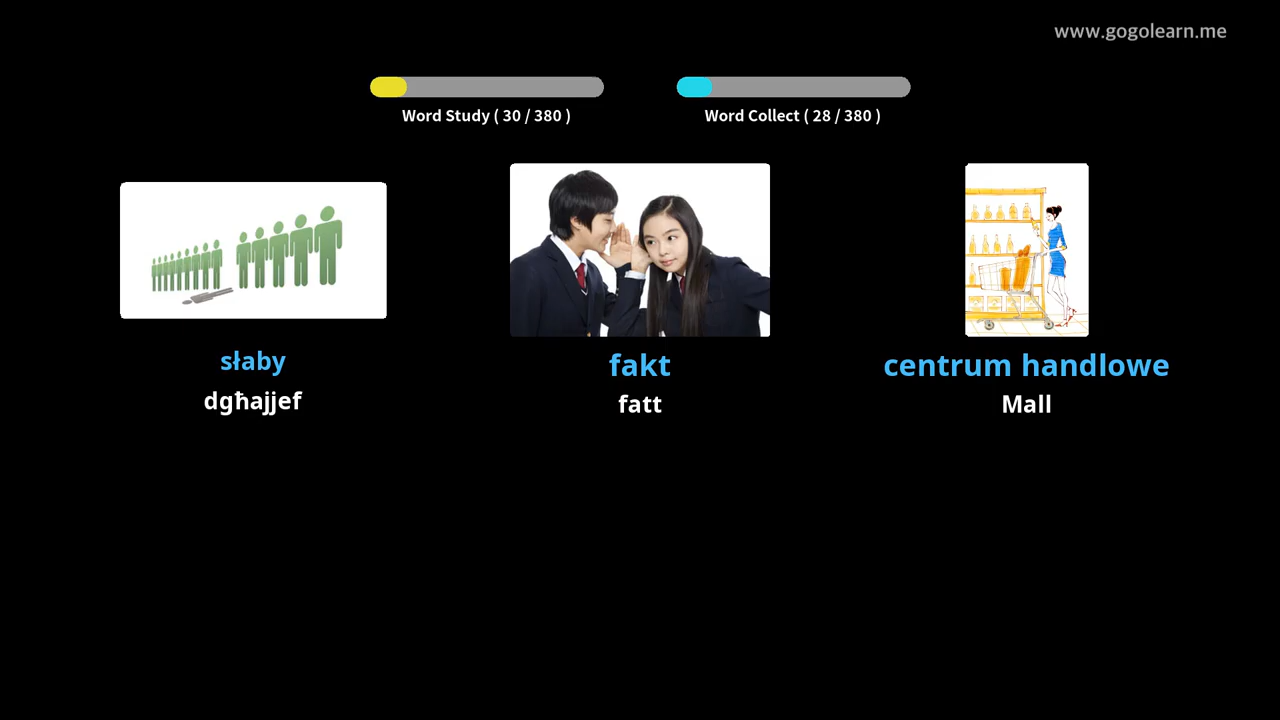 www.gogolearn.me
Word Study ( 30 / 380 )
Word Collect ( 28 / 380 )
słaby
fakt
centrum handlowe
dgħajjef
fatt
Mall